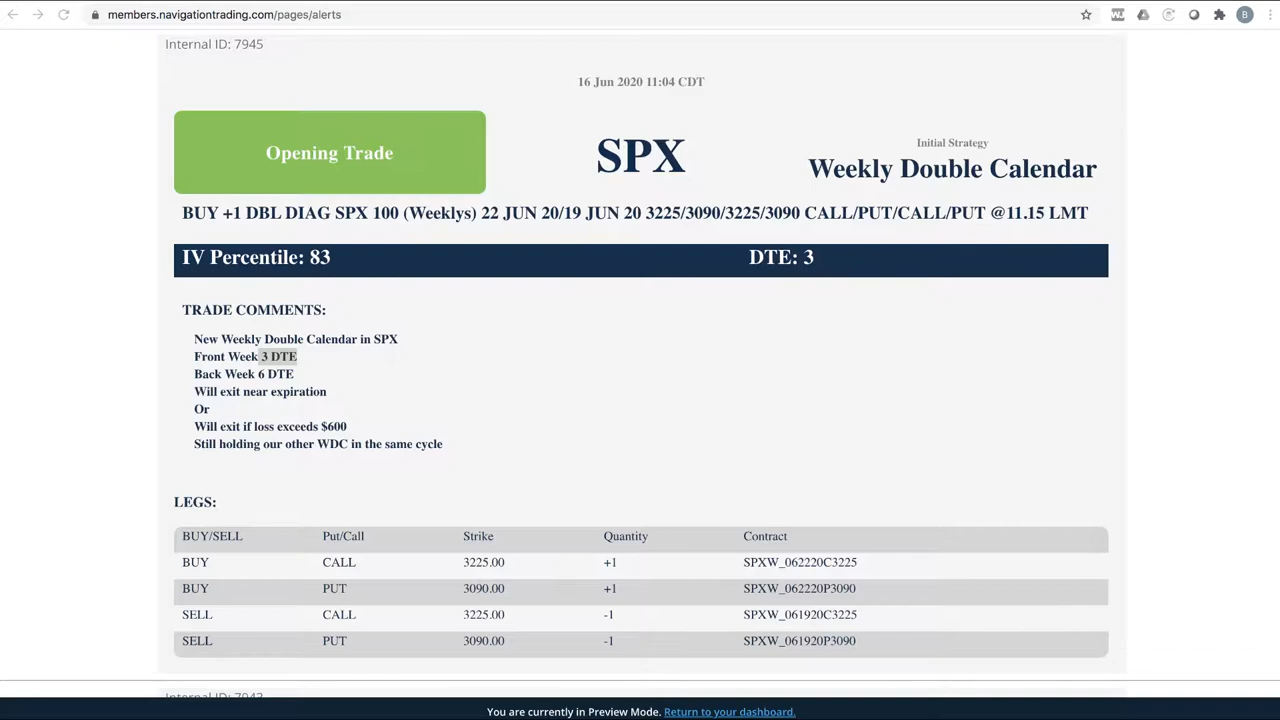 members.navigationtrading.com/pages/alerts
B
Internal ID: 7945
16 Jun 2020 11:04 CDT
Opening Trade
SPX
Initial Strategy
Weekly Double Calendar
BUY +1 DBL DIAG SPX 100 (Weeklys) 22 JUN 20/19 JUN 20 3225/3090/3225/3090 CALL/PUT/CALL/PUT @11.15 LMT
IV Percentile: 83 DTE: 3
TRADE COMMENTS:
New Weekly Double Calendar in SPX
Front Week 3 DTE
Back Week 6 DTE
Will exit near expiration
Or
Will exit if loss exceeds $600
Still holding our other WDC in the same cycle
LEGS:
BUY/SELL Put/Call Strike Quantity Contract
BUY CALL 3225.00 +1 SPXW_062220C3225
BUY PUT 3090.00 +1 SPXW_062220P3090
SELL CALL 3225.00 -1 SPXW_061920C3225
SELL PUT 3090.00 -1 SPXW_061920P3090
Internal ID: 7943
You are currently in Preview Mode. Return to your dashboard.